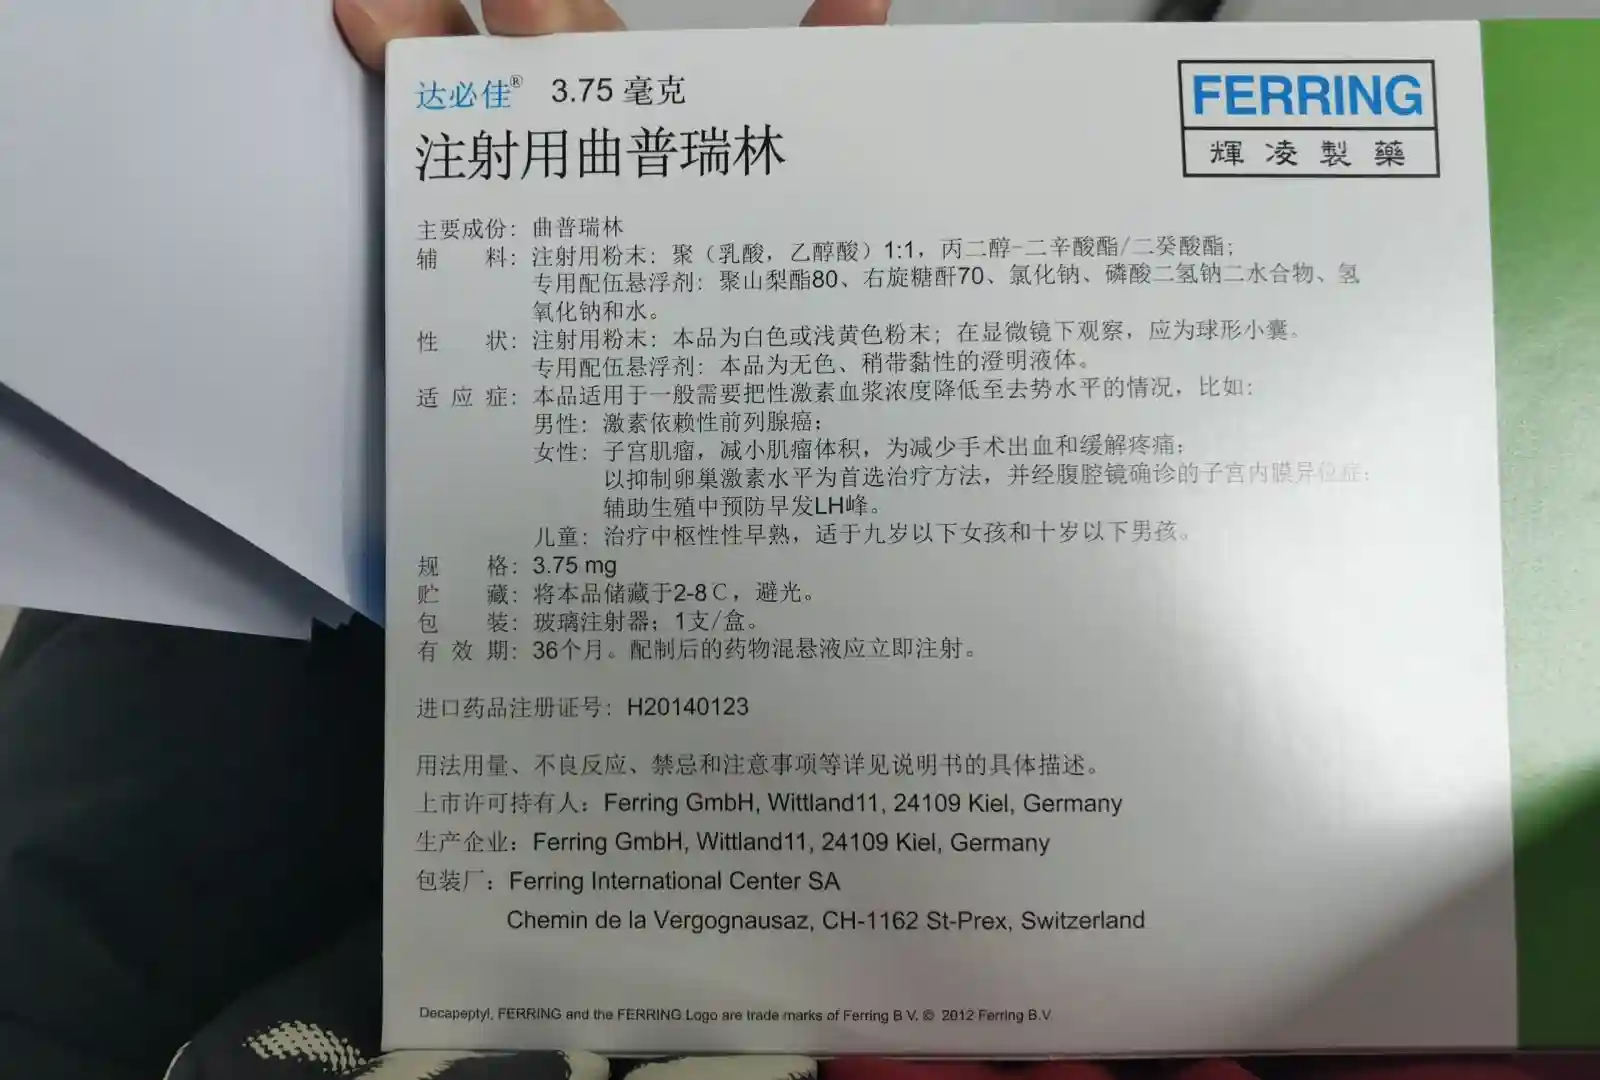 达必佳® 3.75 毫克
FERRING
輝凌製藥
注射用曲普瑞林
主要成份：曲普瑞林
辅料：注射用粉末：聚（乳酸，乙醇酸）1:1，丙二醇-二辛酸酯/二癸酸酯；
专用配伍悬浮剂：聚山梨酯80、右旋糖酐70、氯化钠、磷酸二氢钠二水合物、氢
氧化钠和水。
性状：注射用粉末：本品为白色或浅黄色粉末；在显微镜下观察，应为球形小囊。
专用配伍悬浮剂：本品为无色、稍带黏性的澄明液体。
适应症：本品适用于一般需要把性激素血浆浓度降低至去势水平的情况，比如：
男性：激素依赖性前列腺癌；
女性：子宫肌瘤，减小肌瘤体积，为减少手术出血和缓解疼痛；
以抑制卵巢激素水平为首选治疗方法，并经腹腔镜确诊的子宫内膜异位症；
辅助生殖中预防早发LH峰。
儿童：治疗中枢性性早熟，适于九岁以下女孩和十岁以下男孩。
规格：3.75 mg
贮藏：将本品储藏于2-8℃，避光。
包装：玻璃注射器；1支/盒。
有效期：36个月。配制后的药物混悬液应立即注射。
进口药品注册证号：H20140123
用法用量、不良反应、禁忌和注意事项等详见说明书的具体描述。
上市许可持有人：Ferring GmbH, Wittland11, 24109 Kiel, Germany
生产企业：Ferring GmbH, Wittland11, 24109 Kiel, Germany
包装厂：Ferring International Center SA
Chemin de la Vergognausaz, CH-1162 St-Prex, Switzerland
Decapeptyl, FERRING and the FERRING Logo are trade marks of Ferring B V. © 2012 Ferring B.V.